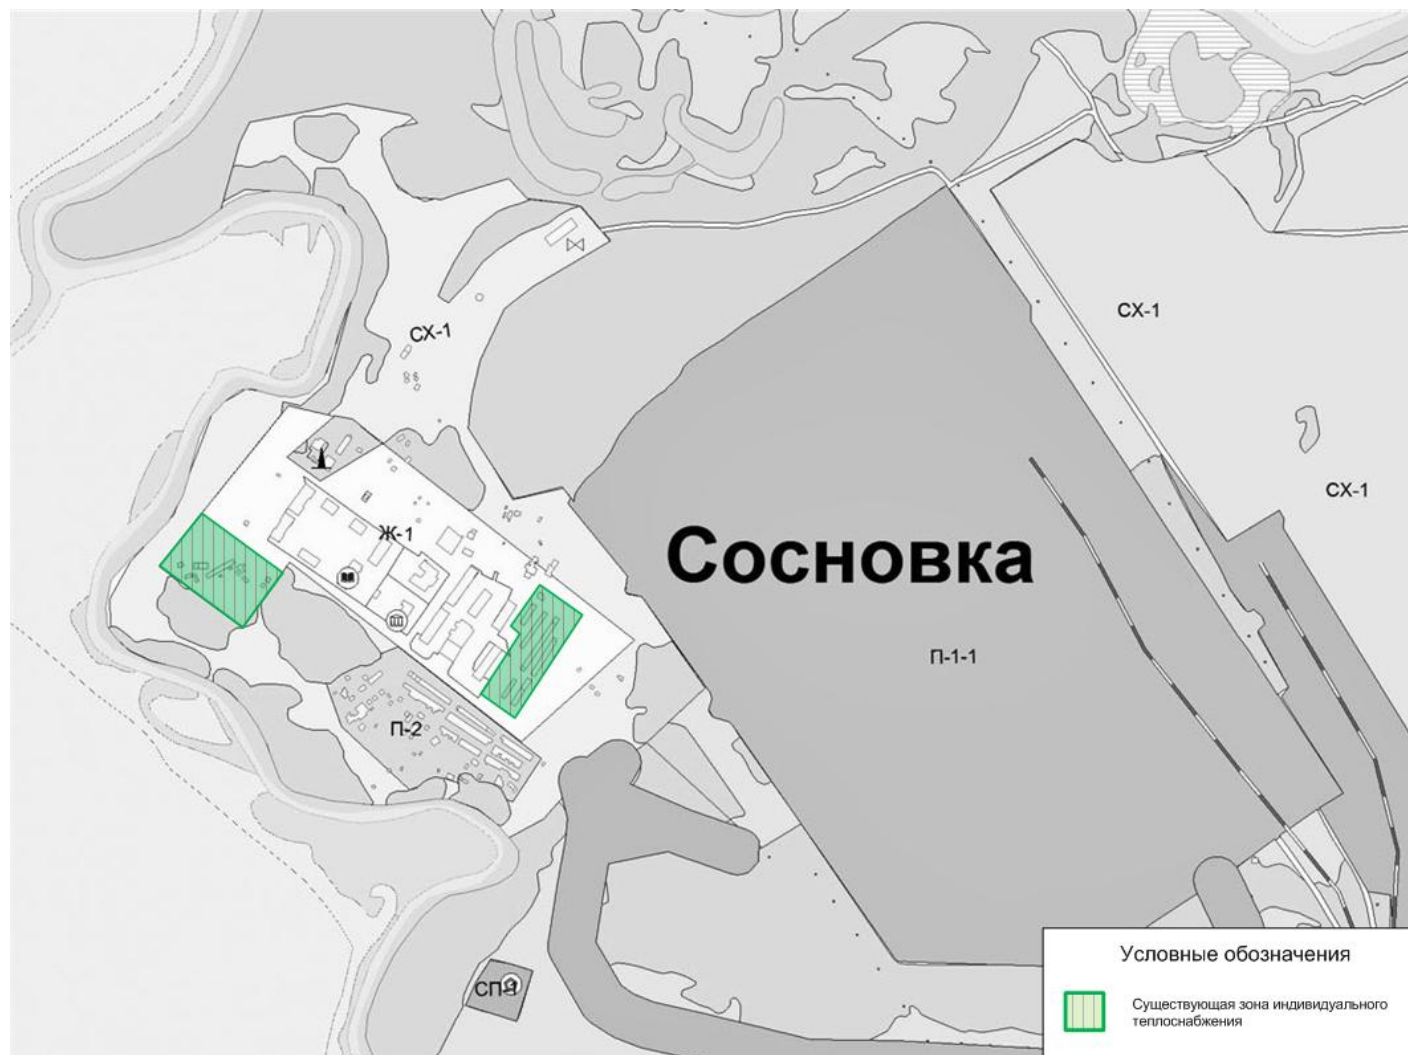 СХ-1
СХ-1
СХ-1
Ж-1
Сосновка
П-1-1
П-2
СП-1
Условные обозначения
Существующая зона индивидуального
теплоснабжения